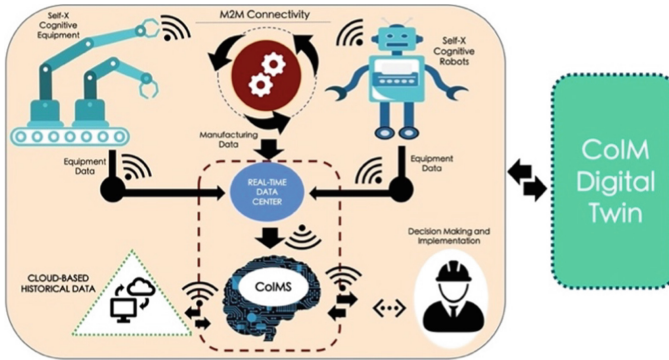 Self-X
Cognitive
Equipment
M2M Connectivity
Self-X
Cognitive
Robots
Manufacturing
Data
Equipment
Data
Equipment
Data
REAL-TIME
DATA
CENTER
CoIM
Digital
Twin
Decision Making and
Implementation
CLOUD-BASED
HISTORICAL DATA
CoIMS